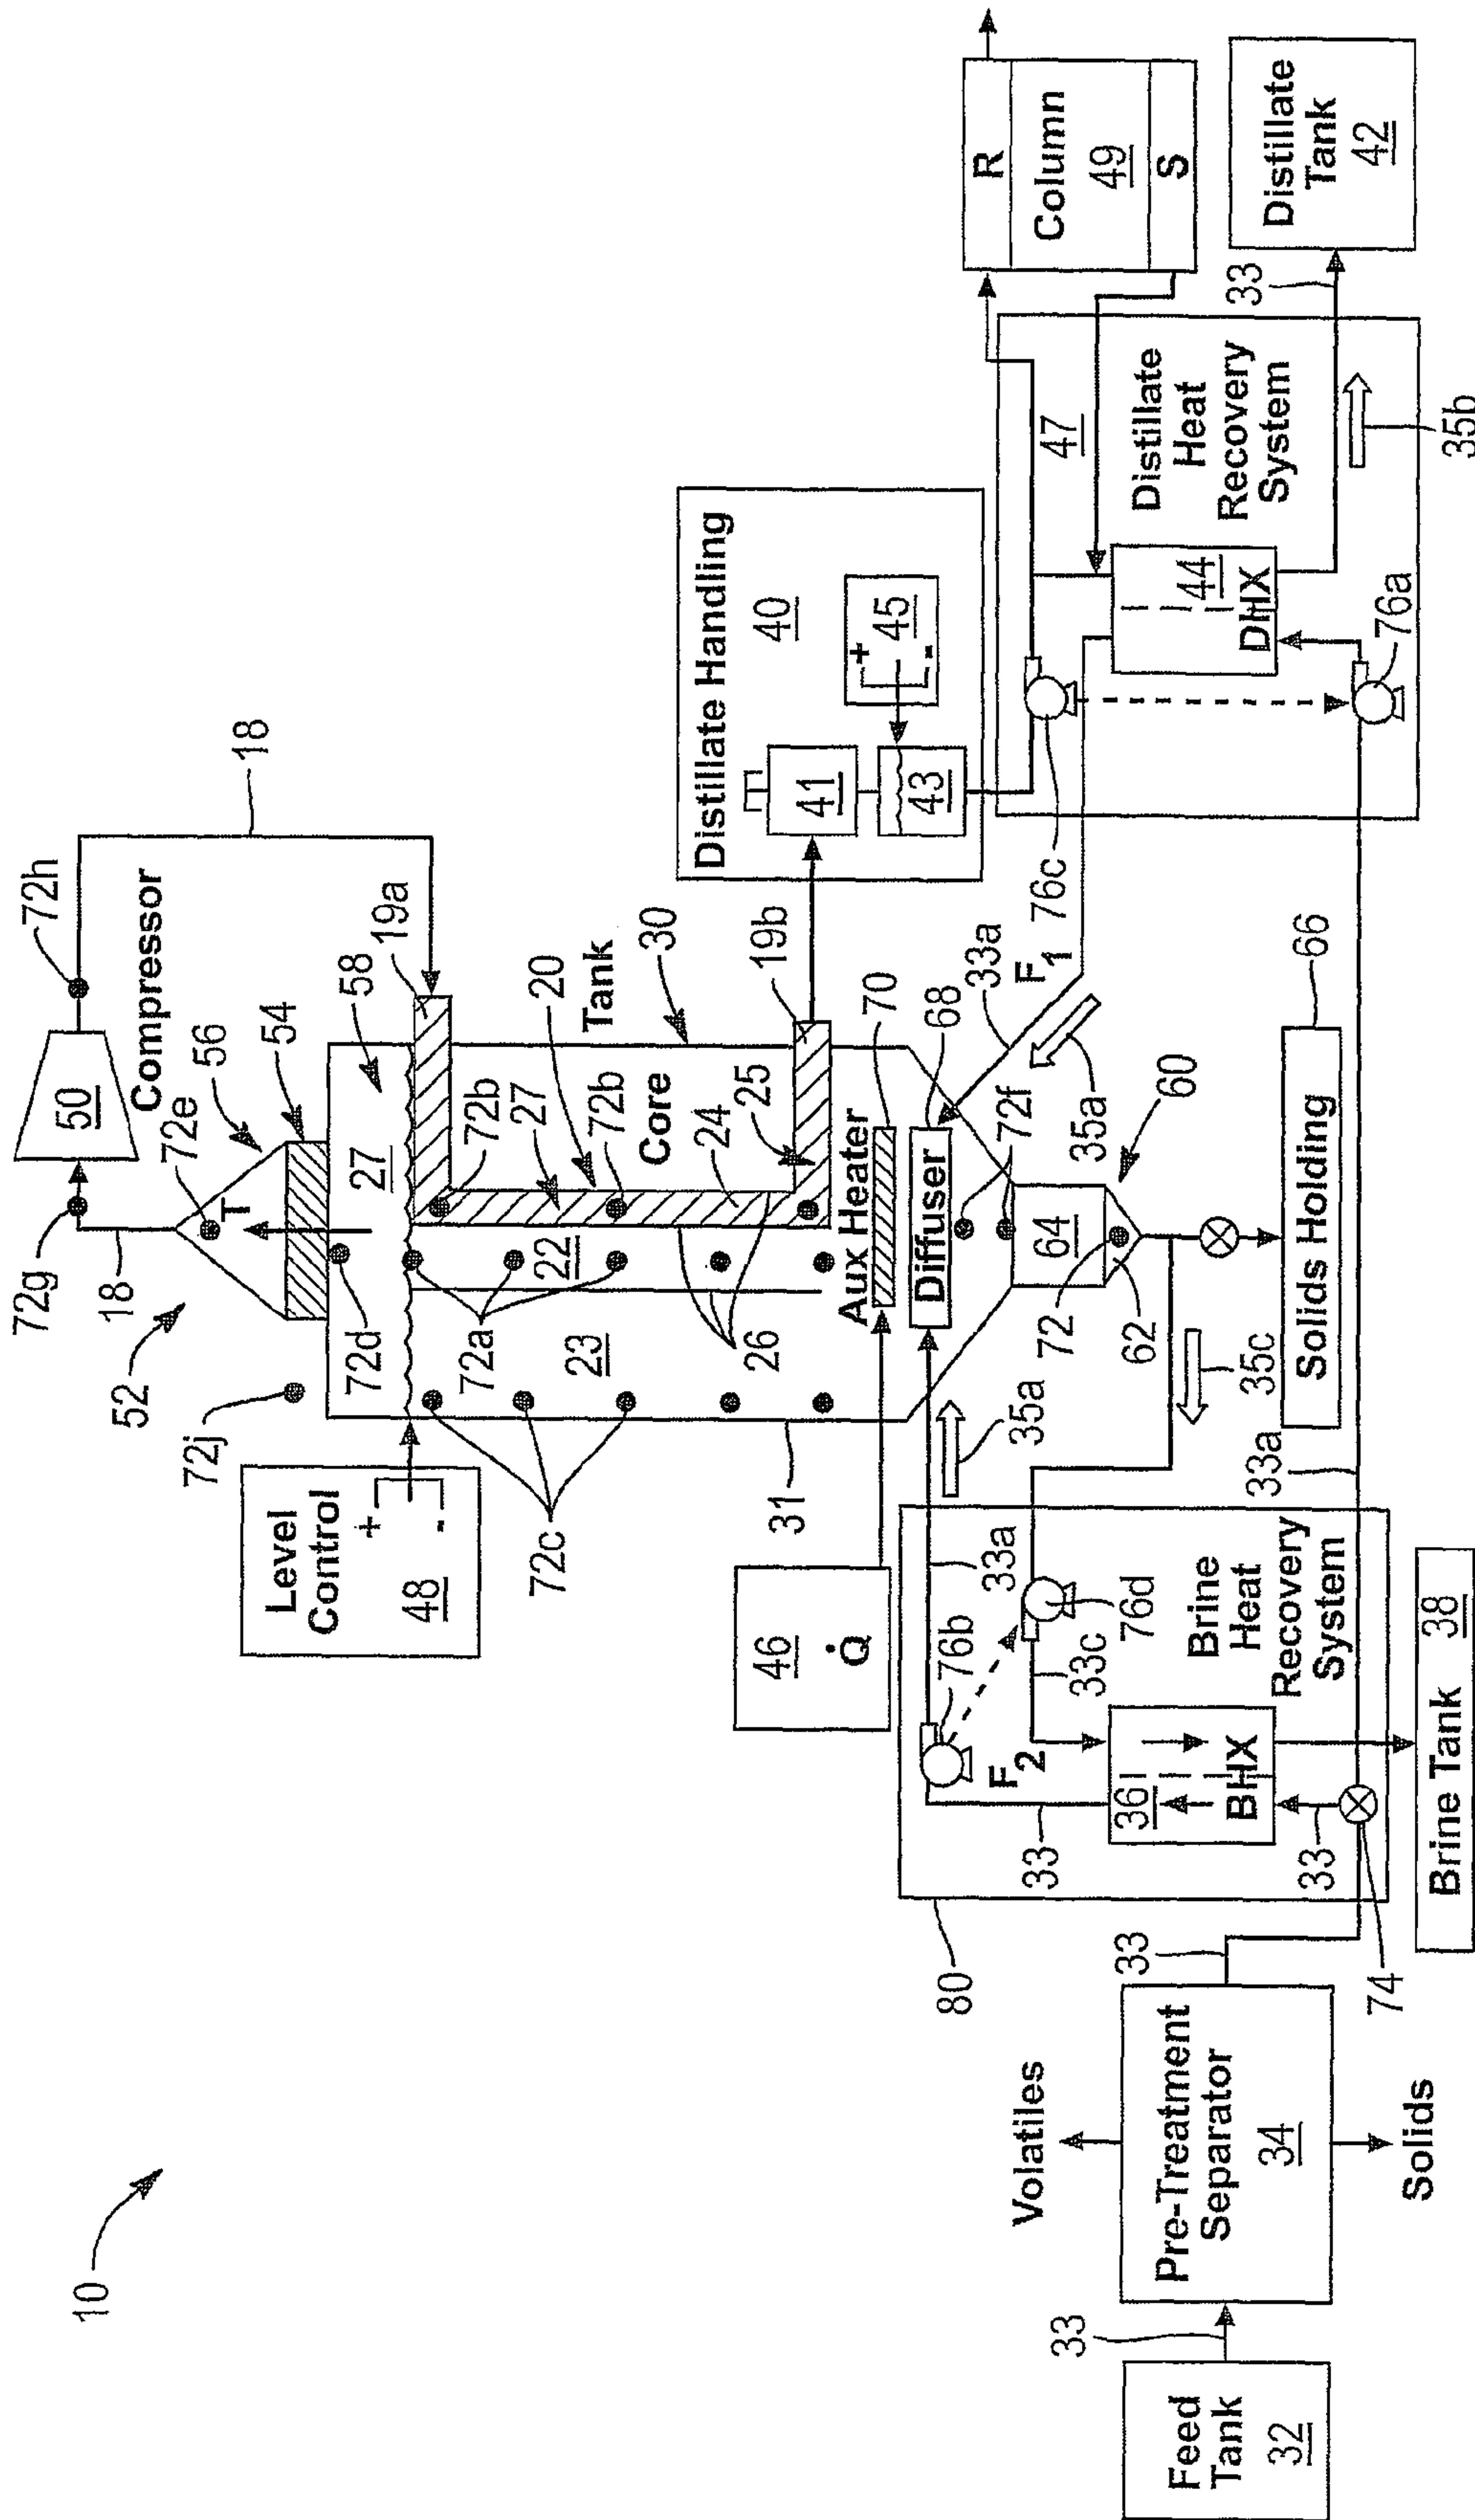 10
52
72g
18
72e
T
50
Compressor
72h
18
56
54
58
27
72d
72j
Level
Control
+
-
48
72a
72c
23
22
26
31
19a
72b
27
20
72b
Core
24
25
Tank
30
19b
Aux Heater
70
Diffuser
68
33a
F1
35a
72f
60
64
72
62
35c
Solids Holding
66
Distillate Handling
40
41
43
+
45
-
76c
47
R
Column
49
S
Distillate
Heat
Recovery
System
44
DHX
76a
33
35b
Distillate
Tank
42
46
Q̇
35a
33a
76b
F2
76d
33c
Brine
Heat
Recovery
System
36
BHX
33
33
33a
74
80
Brine Tank 38
Feed
Tank
32
33
Volatiles
Pre-Treatment
Separator
34
Solids
33